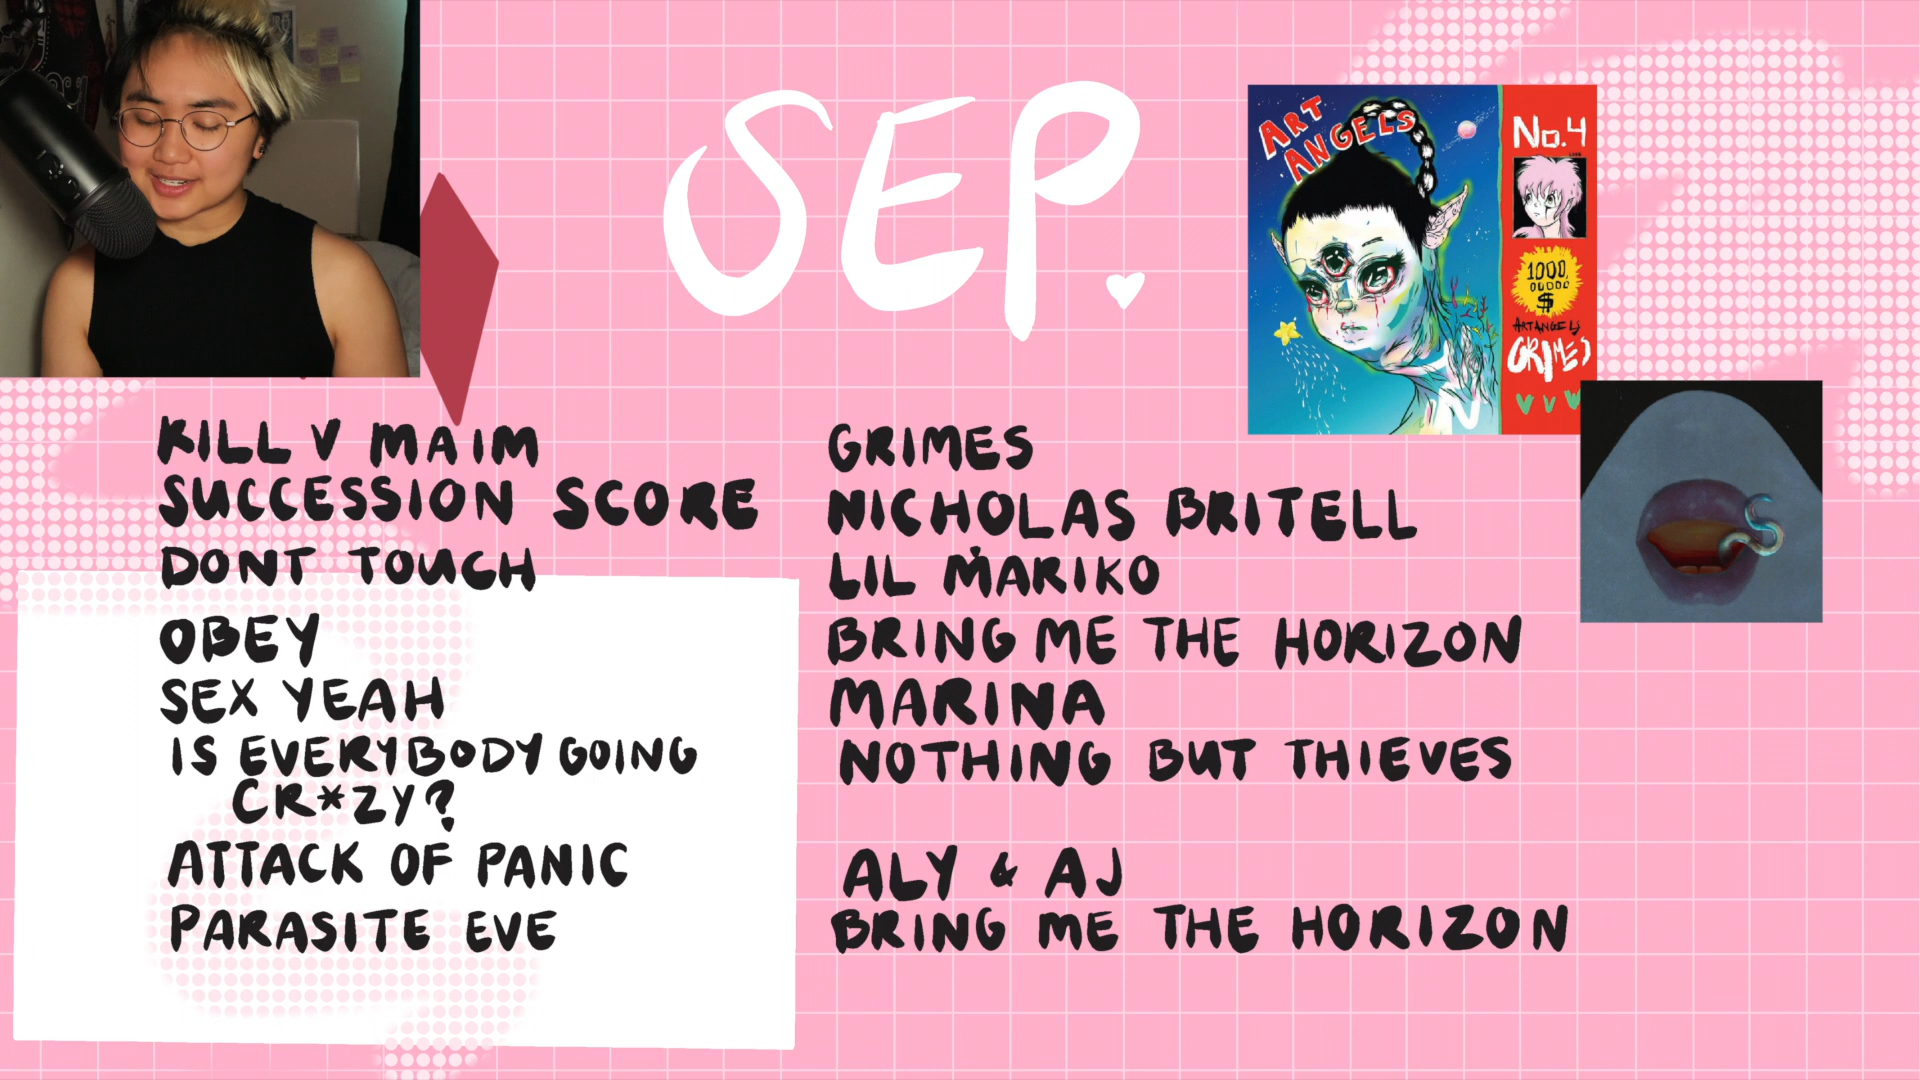 SEP.
ART
ANGELS
No. 4
1000,
00000
$
ARTANGELS
GRIMES
KILL V MAIM
GRIMES
SUCCESSION SCORE
NICHOLAS BRITELL
DONT TOUCH
LIL MARIKO
OBEY
BRING ME THE HORIZON
SEX YEAH
MARINA
IS EVERYBODY GOING
CR*ZY?
NOTHING BUT THIEVES
ATTACK OF PANIC
ALY & AJ
PARASITE EVE
BRING ME THE HORIZON